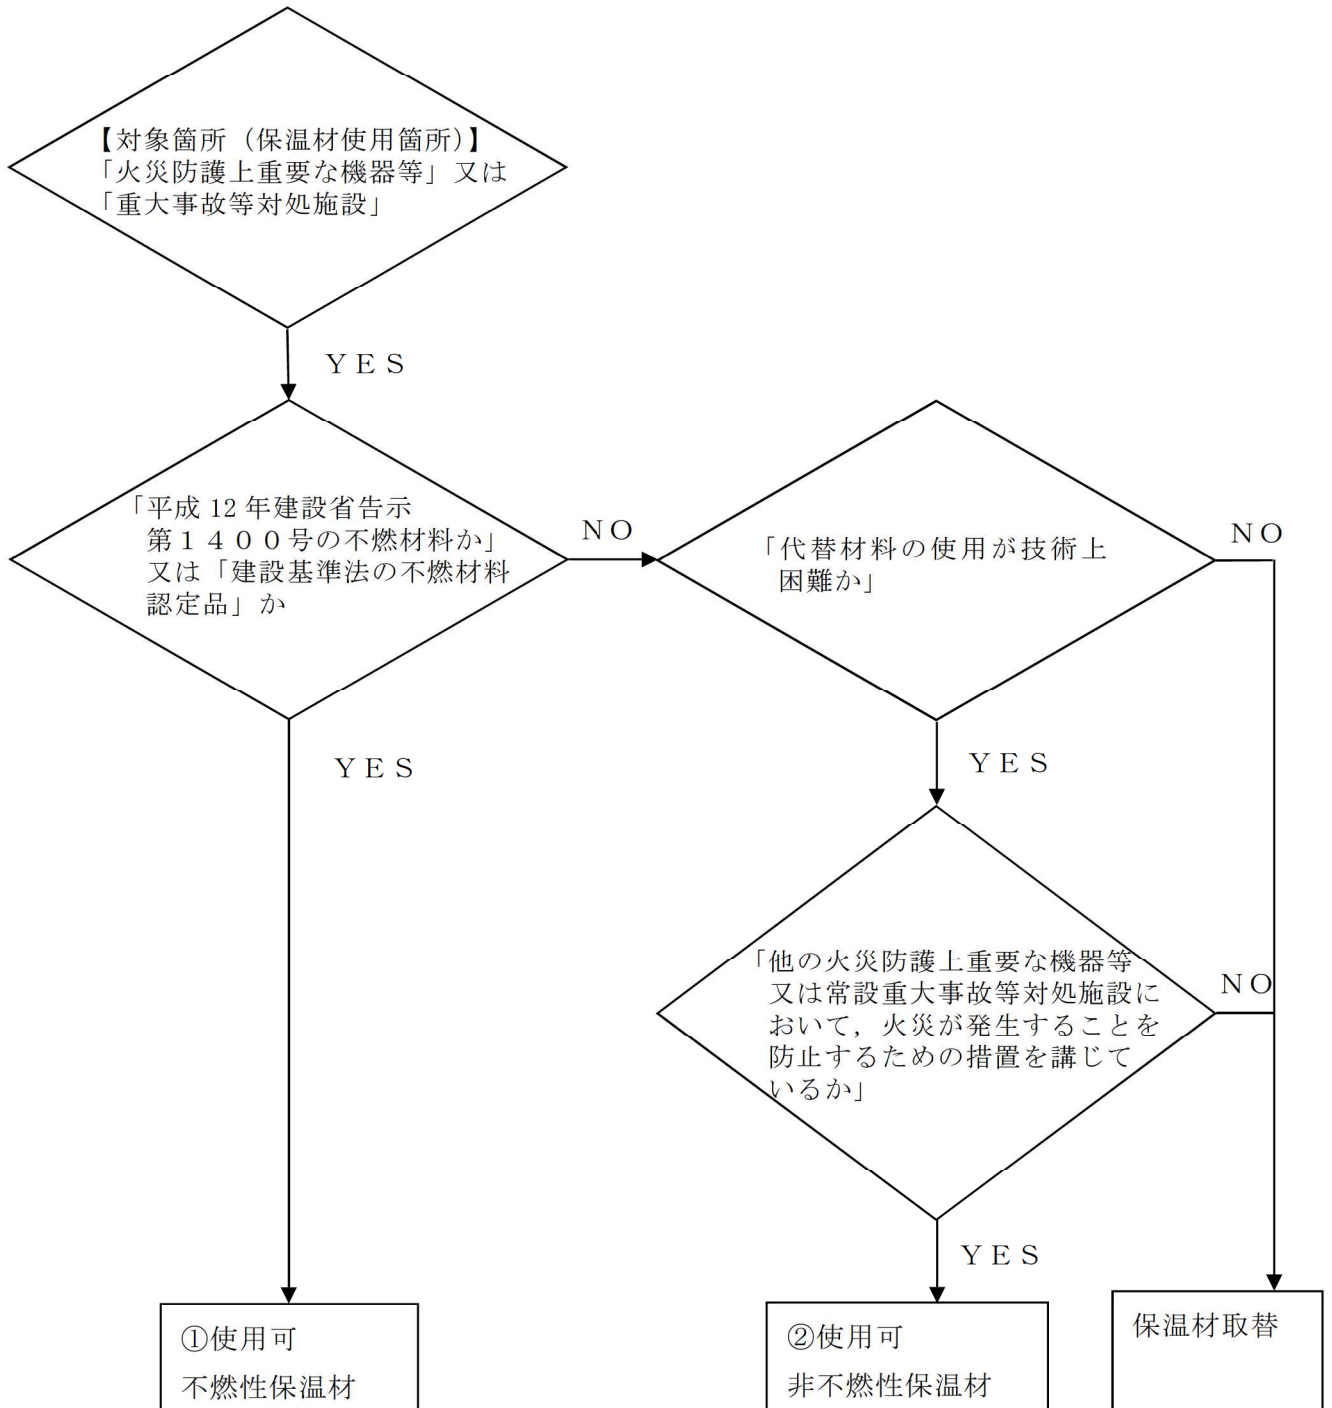 【対象箇所（保温材使用箇所）】
「火災防護上重要な機器等」又は
「重大事故等対処施設」
ＹＥＳ
「平成 12 年建設省告示
第１４００号の不燃材料か」
又は「建設基準法の不燃材料
認定品」か
ＮＯ
「代替材料の使用が技術上
困難か」
ＮＯ
ＹＥＳ
ＹＥＳ
「他の火災防護上重要な機器等
又は常設重大事故等対処施設に
おいて，火災が発生することを
防止するための措置を講じて
いるか」
ＮＯ
ＹＥＳ
①使用可
不燃性保温材
②使用可
非不燃性保温材
保温材取替